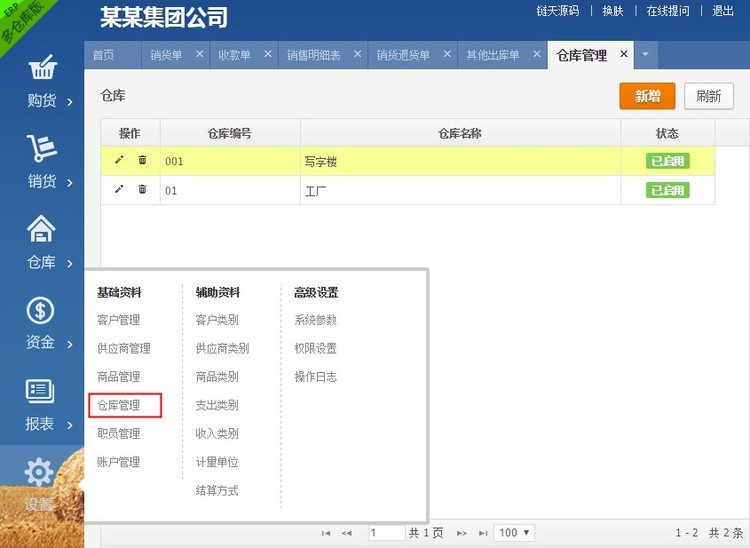 ERP
多仓库版
某某集团公司
链天源码 | 换肤 | 在线提问 | 退出
首页 销货单 × 收款单 × 销售明细表 × 销货退货单 × 其他出库单 × 仓库管理 ×
仓库 新增 刷新
操作 仓库编号 仓库名称 状态
001 写字楼 已启用
01 工厂 已启用
购货
销货
仓库
资金
报表
设置
基础资料
客户管理
供应商管理
商品管理
仓库管理
职员管理
账户管理
辅助资料
客户类别
供应商类别
商品类别
支出类别
收入类别
计量单位
结算方式
高级设置
系统参数
权限设置
操作日志
1 共 1 页 100 1 - 2 共 2 条